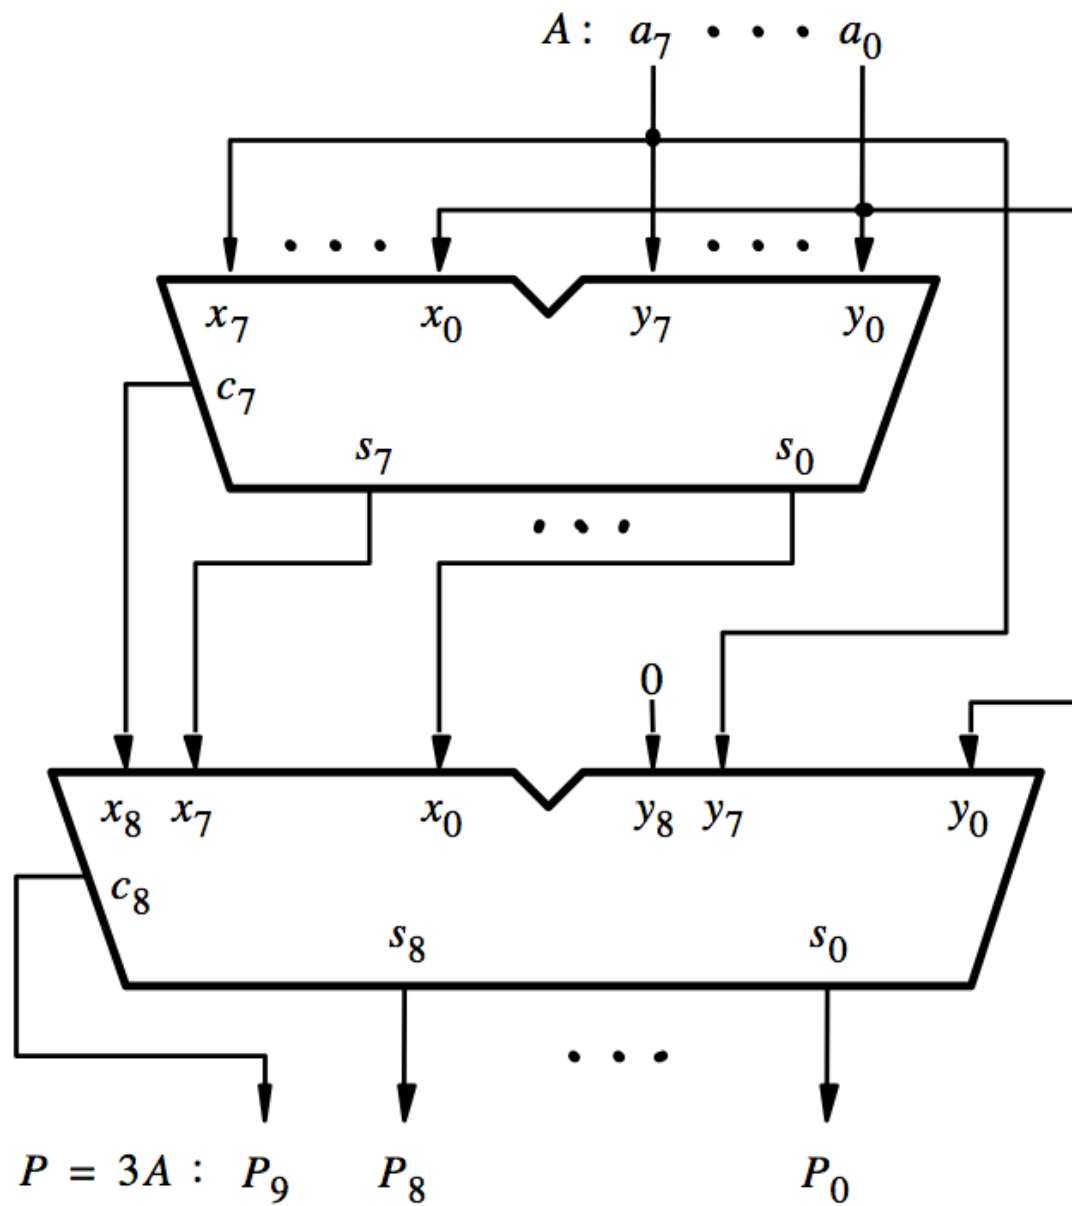 A : a7 · · · · a0
· · · · · ·
x7 x0 y7 y0
c7
s7 s0
· · ·
0
x8 x7 x0 y8 y7 y0
c8
s8 s0
· · ·
P = 3A : P9 P8 P0